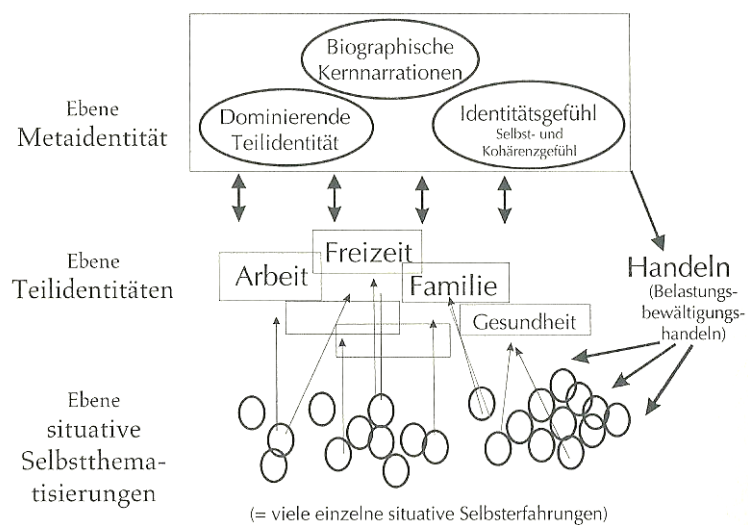 Ebene
Metaidentität
Biographische
Kernnarrationen
Dominierende
Teilidentität
Identitätsgefühl
Selbst- und
Kohärenzgefühl
Ebene
Teilidentitäten
Arbeit
Freizeit
Familie
Gesundheit
Handeln
(Belastungs-
bewältigungs-
handeln)
Ebene
situative
Selbstthema-
tisierungen
(= viele einzelne situative Selbsterfahrungen)